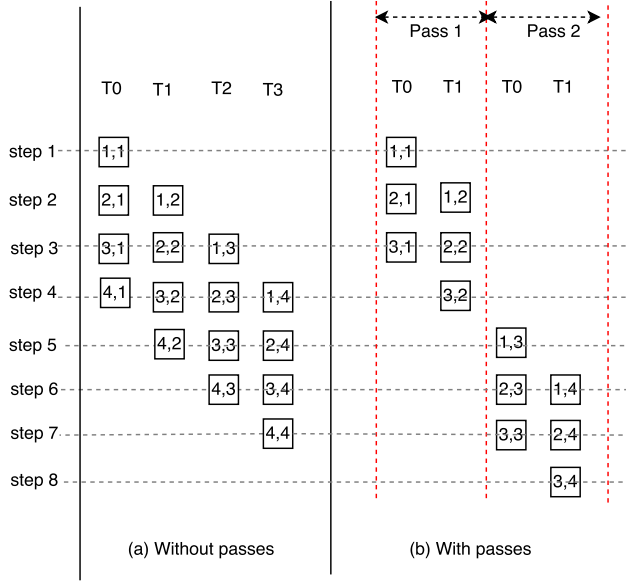 Pass 1 Pass 2
T0 T1 T2 T3 T0 T1 T0 T1
step 1 1,1 1,1
step 2 2,1 1,2 2,1 1,2
step 3 3,1 2,2 1,3 3,1 2,2
step 4 4,1 3,2 2,3 1,4 3,2
step 5 4,2 3,3 2,4 1,3
step 6 4,3 3,4 2,3 1,4
step 7 4,4 3,3 2,4
step 8 3,4
(a) Without passes (b) With passes